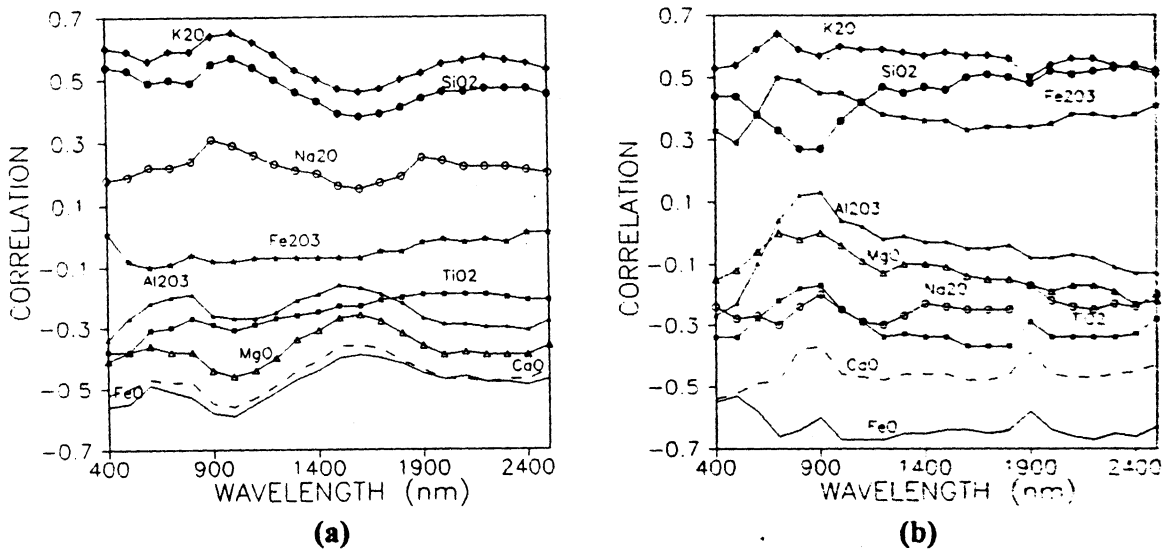 0.7
0.5
0.3
0.1
−0.1
−0.3
−0.5
−0.7
CORRELATION
K2O
SiO2
Na2O
Fe2O3
Al2O3
TiO2
MgO
FeO
CaO
400
900
1400
1900
2400
WAVELENGTH (nm)
(a)
0.7
0.5
0.3
0.1
−0.1
−0.3
−0.5
−0.7
CORRELATION
K2O
SiO2
Fe2O3
Al2O3
MgO
Na2O
TiO2
CaO
FeO
400
900
1400
1900
2400
WAVELENGTH (nm)
(b)